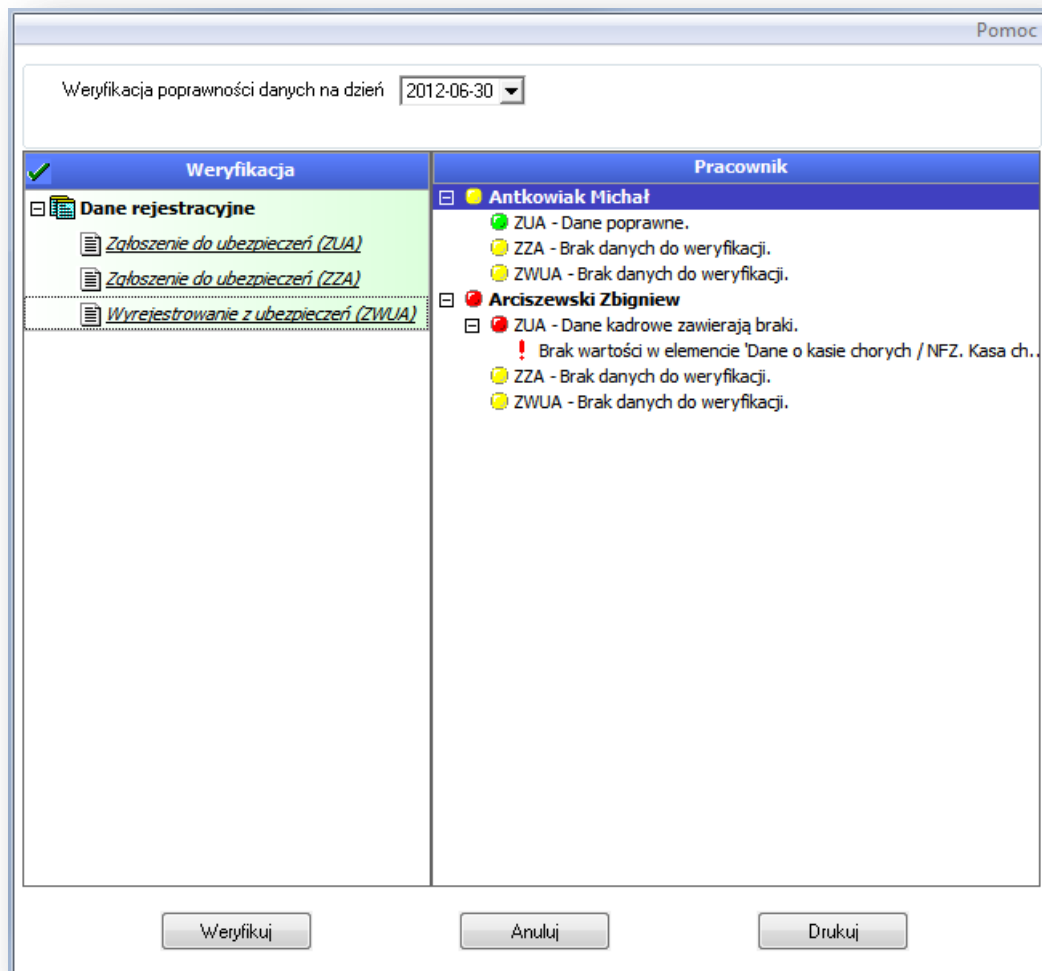 Pomoc
Weryfikacja poprawności danych na dzień 2012-06-30
Weryfikacja
Dane rejestracyjne
Zgłoszenie do ubezpieczeń (ZUA)
Zgłoszenie do ubezpieczeń (ZZA)
Wyrejestrowanie z ubezpieczeń (ZWUA)
Pracownik
Antkowiak Michał
ZUA - Dane poprawne.
ZZA - Brak danych do weryfikacji.
ZWUA - Brak danych do weryfikacji.
Arciszewski Zbigniew
ZUA - Dane kadrowe zawierają braki.
Brak wartości w elemencie 'Dane o kasie chorych / NFZ. Kasa ch..
ZZA - Brak danych do weryfikacji.
ZWUA - Brak danych do weryfikacji.
Weryfikuj
Anuluj
Drukuj